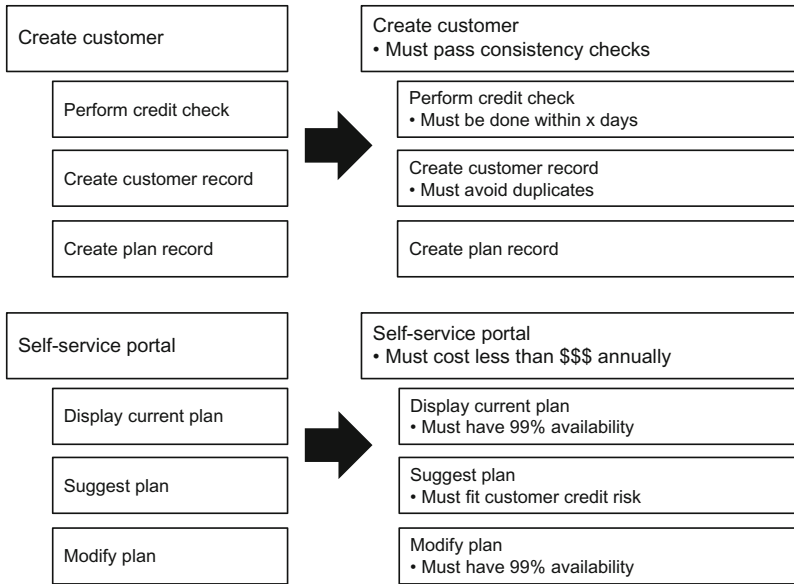 Create customer
Create customer
• Must pass consistency checks
Perform credit check
Perform credit check
• Must be done within x days
Create customer record
Create customer record
• Must avoid duplicates
Create plan record
Create plan record
Self-service portal
Self-service portal
• Must cost less than $$$ annually
Display current plan
Display current plan
• Must have 99% availability
Suggest plan
Suggest plan
• Must fit customer credit risk
Modify plan
Modify plan
• Must have 99% availability